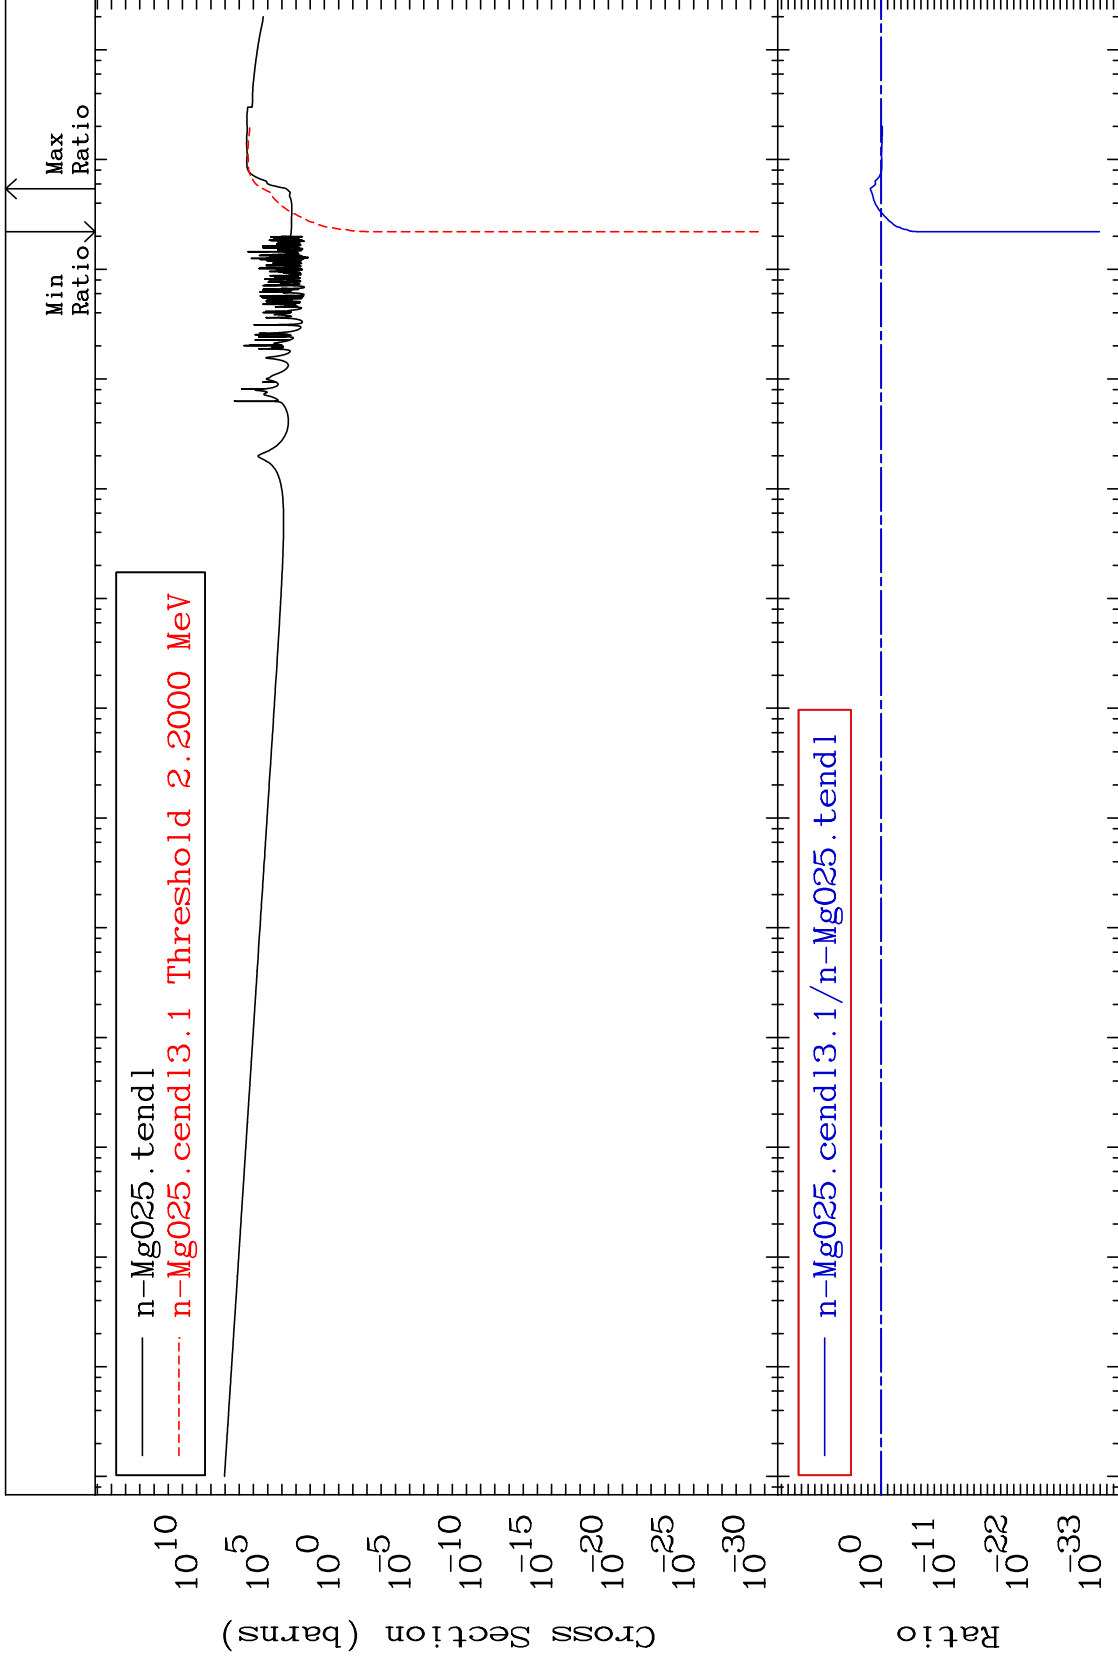 Min
Ratio
Max
Ratio
n-Mg025.tendl
n-Mg025.cendl3.1 Threshold 2.2000 MeV
10^10
10^5
10^0
10^-5
10^-10
10^-15
10^-20
10^-25
10^-30
Cross Section (barns)
n-Mg025.cendl3.1/n-Mg025.tendl
10^0
10^-11
10^-22
10^-33
Ratio